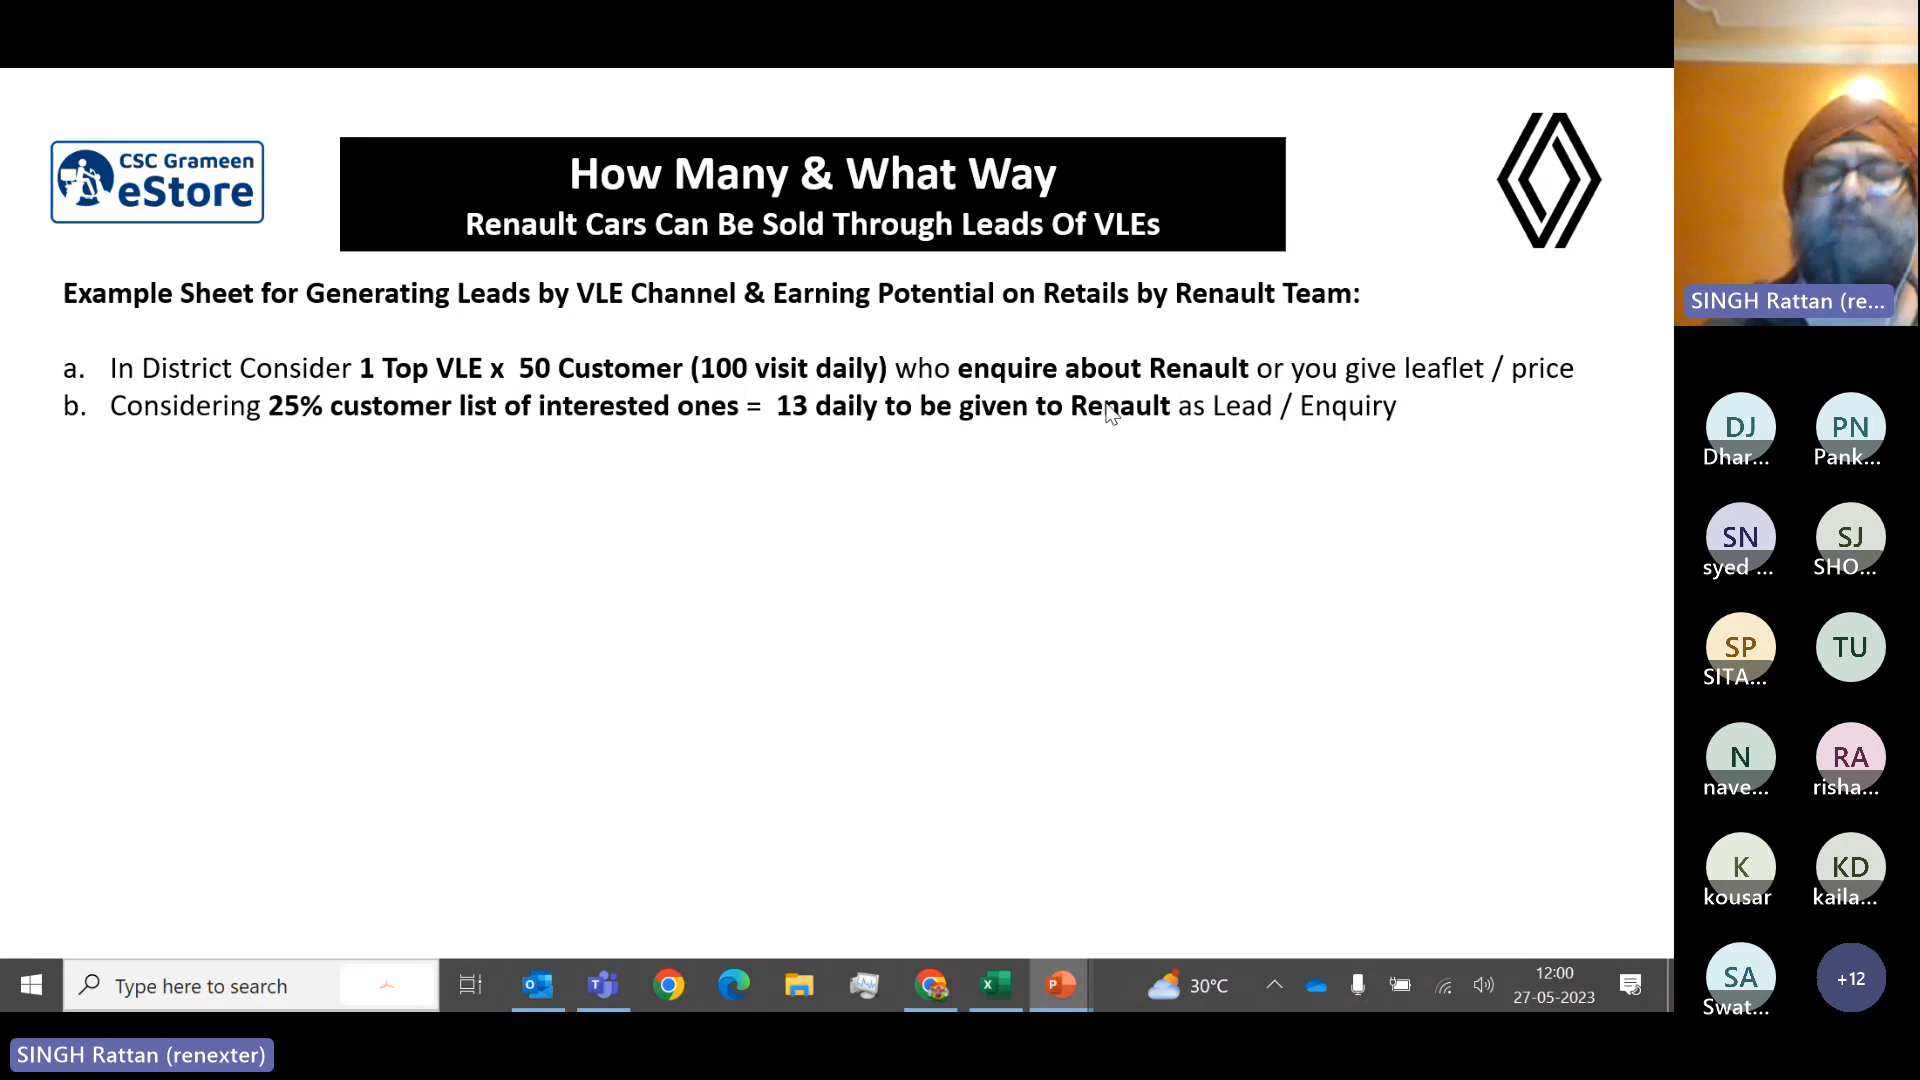 CSC Grameen
eStore
How Many & What Way
Renault Cars Can Be Sold Through Leads Of VLEs
Example Sheet for Generating Leads by VLE Channel & Earning Potential on Retails by Renault Team:
a. In District Consider 1 Top VLE x 50 Customer (100 visit daily) who enquire about Renault or you give leaflet / price
b. Considering 25% customer list of interested ones = 13 daily to be given to Renault as Lead / Enquiry
SINGH Rattan (re...
DJ
Dhar...
PN
Pank...
SN
syed ...
SJ
SHO...
SP
SITA...
TU
N
nave...
RA
risha...
K
kousar
KD
kaila...
SA
Swat...
+12
Type here to search
30°C
12:00
27-05-2023
SINGH Rattan (renexter)